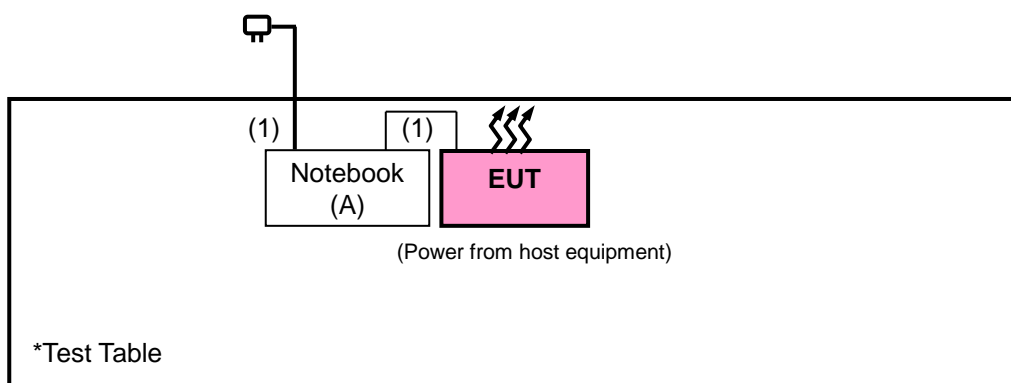 (1)
(1)
Notebook
(A)
EUT
(Power from host equipment)
*Test Table